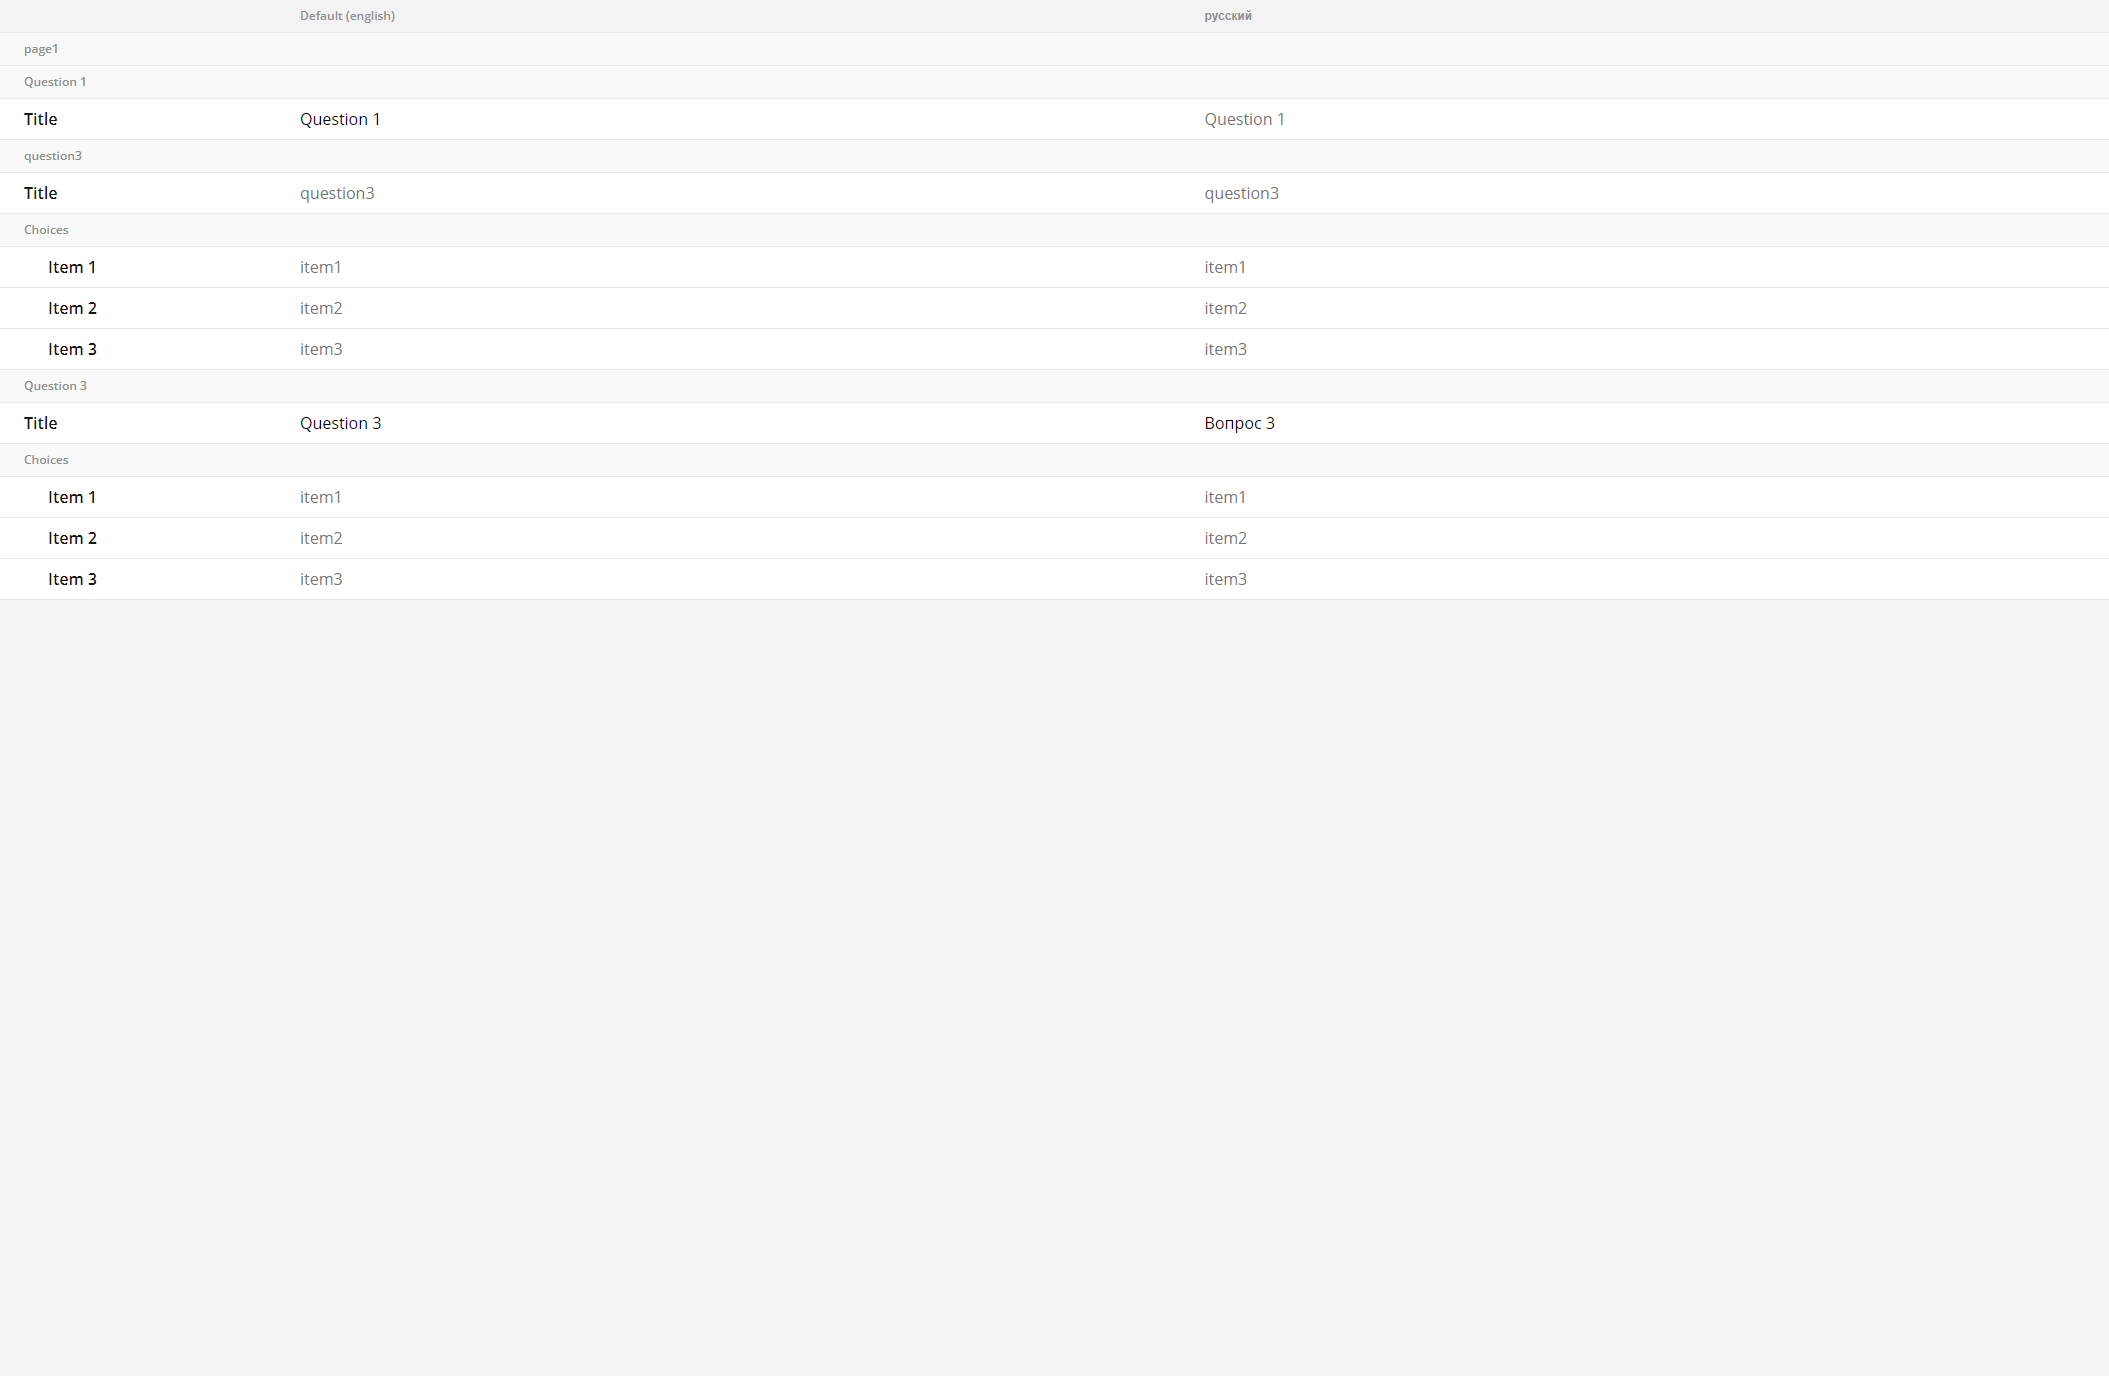 Default (english) русский
page1
Question 1
Title Question 1 Question 1
question3
Title question3 question3
Choices
Item 1 item1 item1
Item 2 item2 item2
Item 3 item3 item3
Question 3
Title Question 3 Вопрос 3
Choices
Item 1 item1 item1
Item 2 item2 item2
Item 3 item3 item3